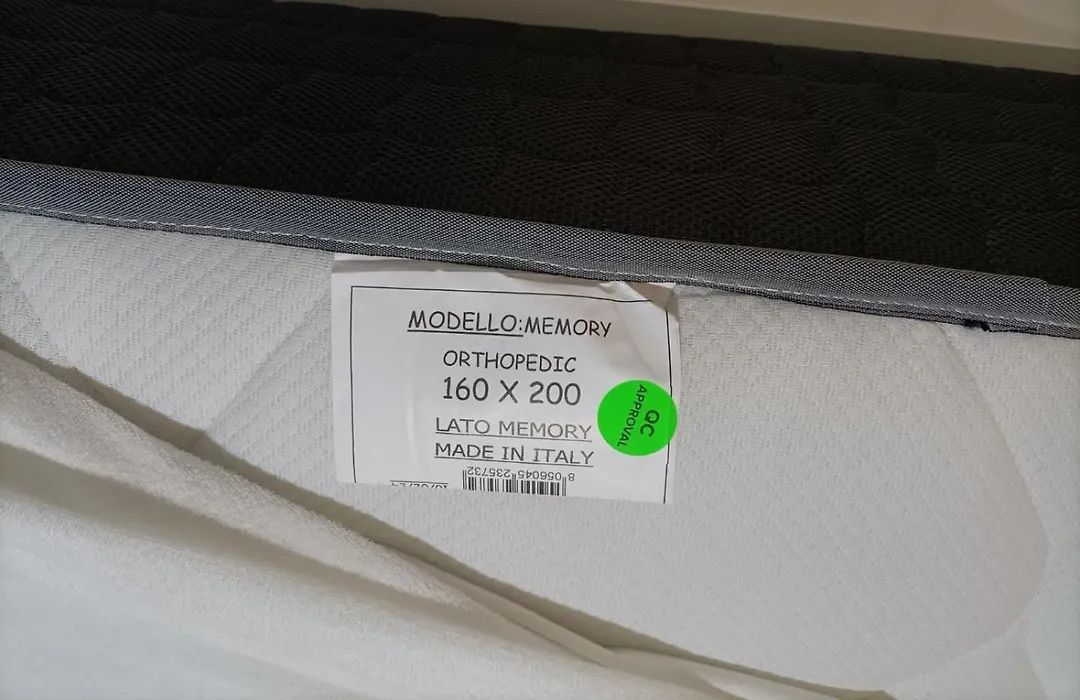 MODELLO:MEMORY
ORTHOPEDIC
160 X 200
LATO MEMORY
MADE IN ITALY
8 056045 235732
QC
APPROVAL